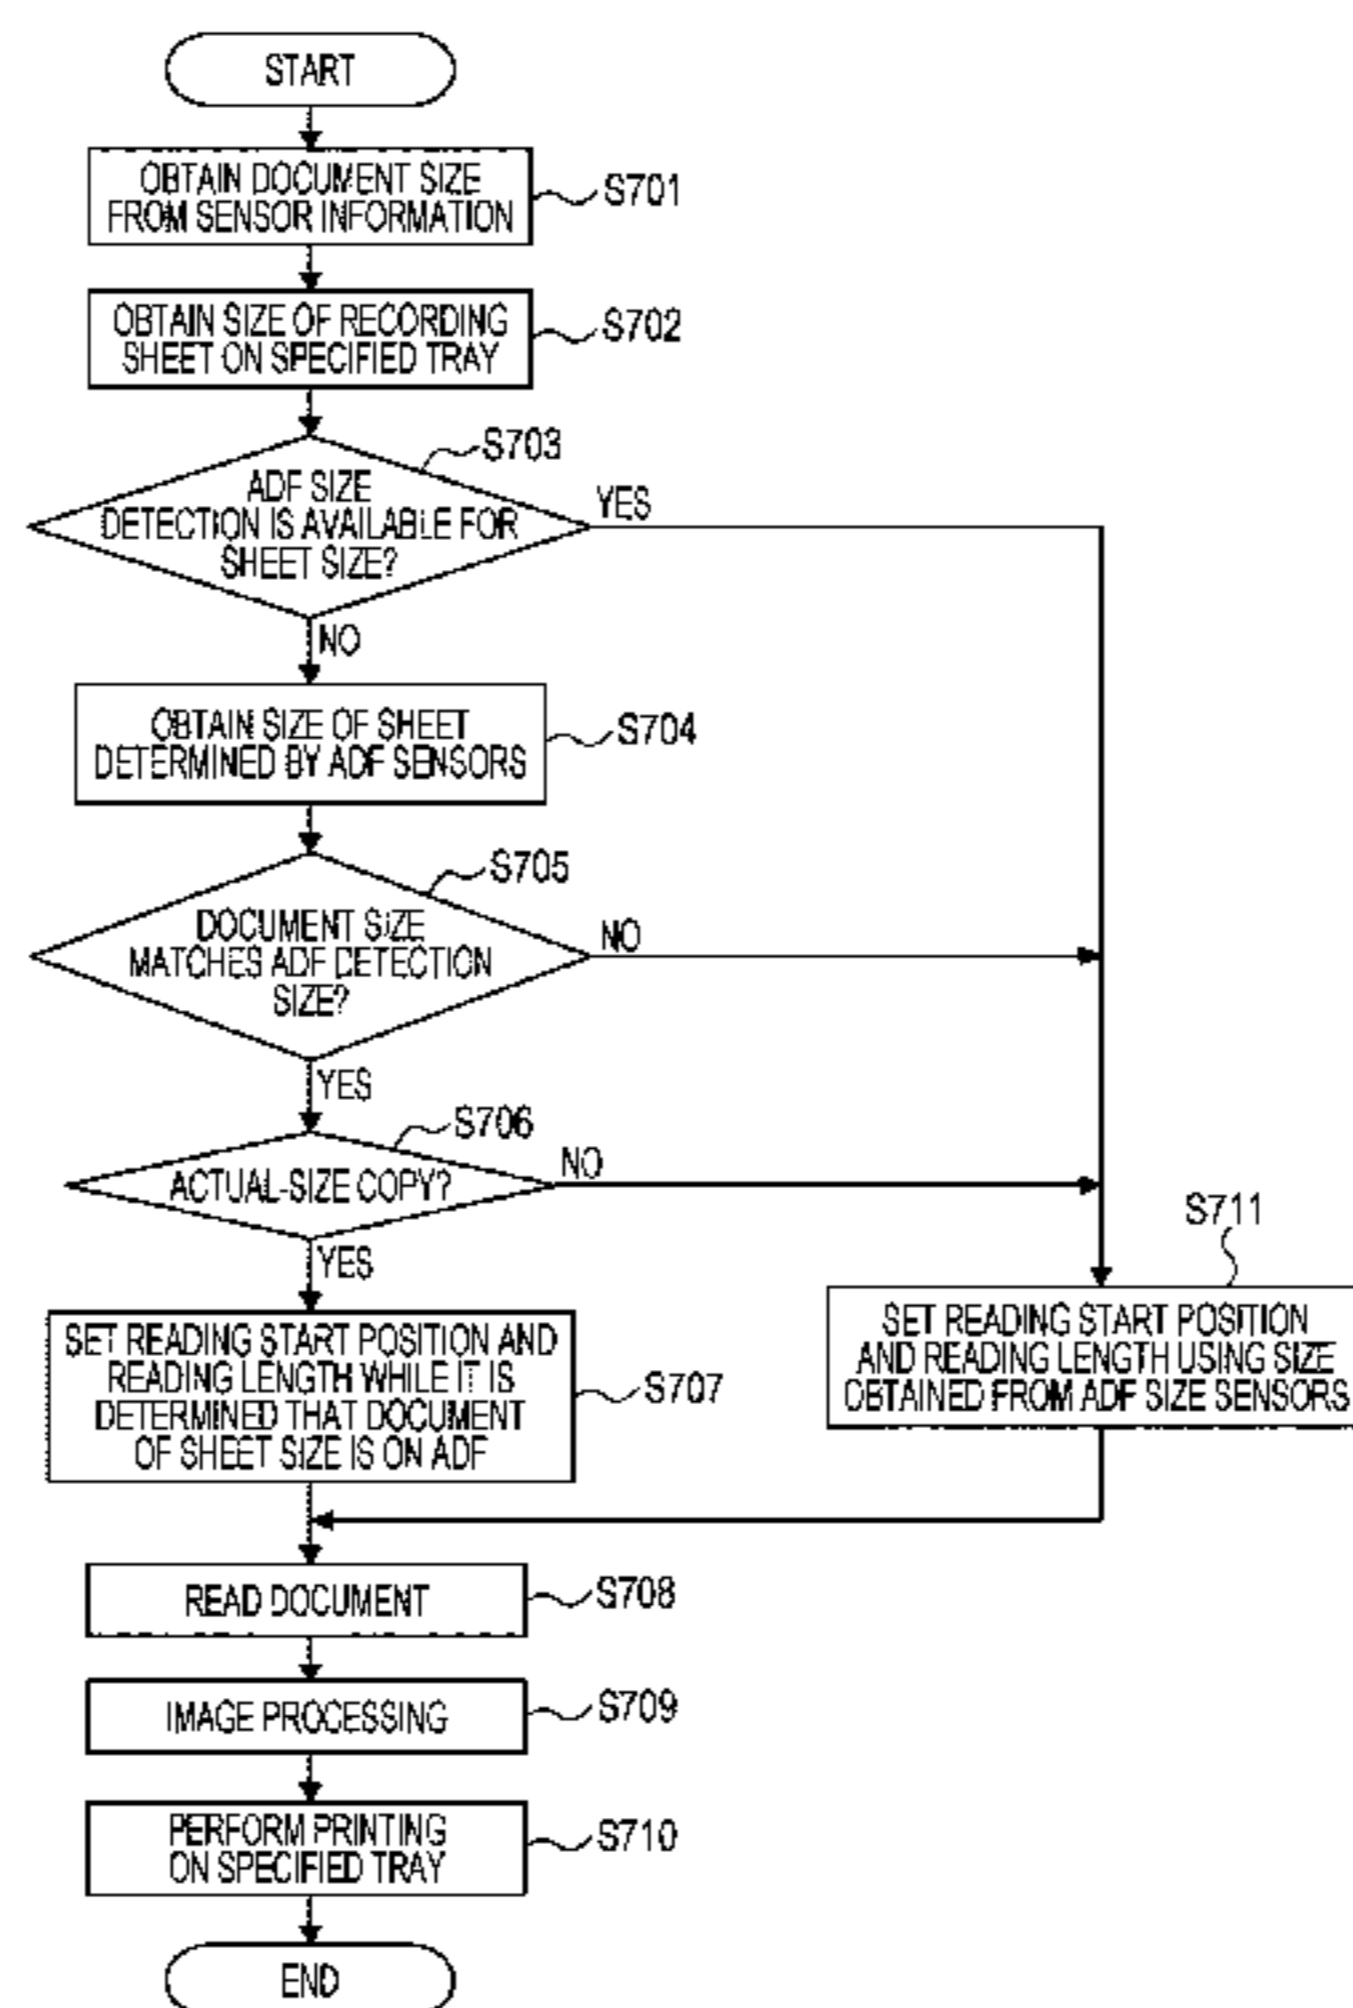 START
OBTAIN DOCUMENT SIZE
FROM SENSOR INFORMATION
S701
OBTAIN SIZE OF RECORDING
SHEET ON SPECIFIED TRAY
S702
S703
ADF SIZE
DETECTION IS AVAILABLE FOR
SHEET SIZE?
YES
NO
OBTAIN SIZE OF SHEET
DETERMINED BY ADF SENSORS
S704
S705
DOCUMENT SIZE
MATCHES ADF DETECTION
SIZE?
NO
YES
S706
ACTUAL-SIZE COPY?
NO
YES
S711
SET READING START POSITION
AND READING LENGTH USING SIZE
OBTAINED FROM ADF SIZE SENSORS
SET READING START POSITION AND
READING LENGTH WHILE IT IS
DETERMINED THAT DOCUMENT
OF SHEET SIZE IS ON ADF
S707
READ DOCUMENT
S708
IMAGE PROCESSING
S709
PERFORM PRINTING
ON SPECIFIED TRAY
S710
END